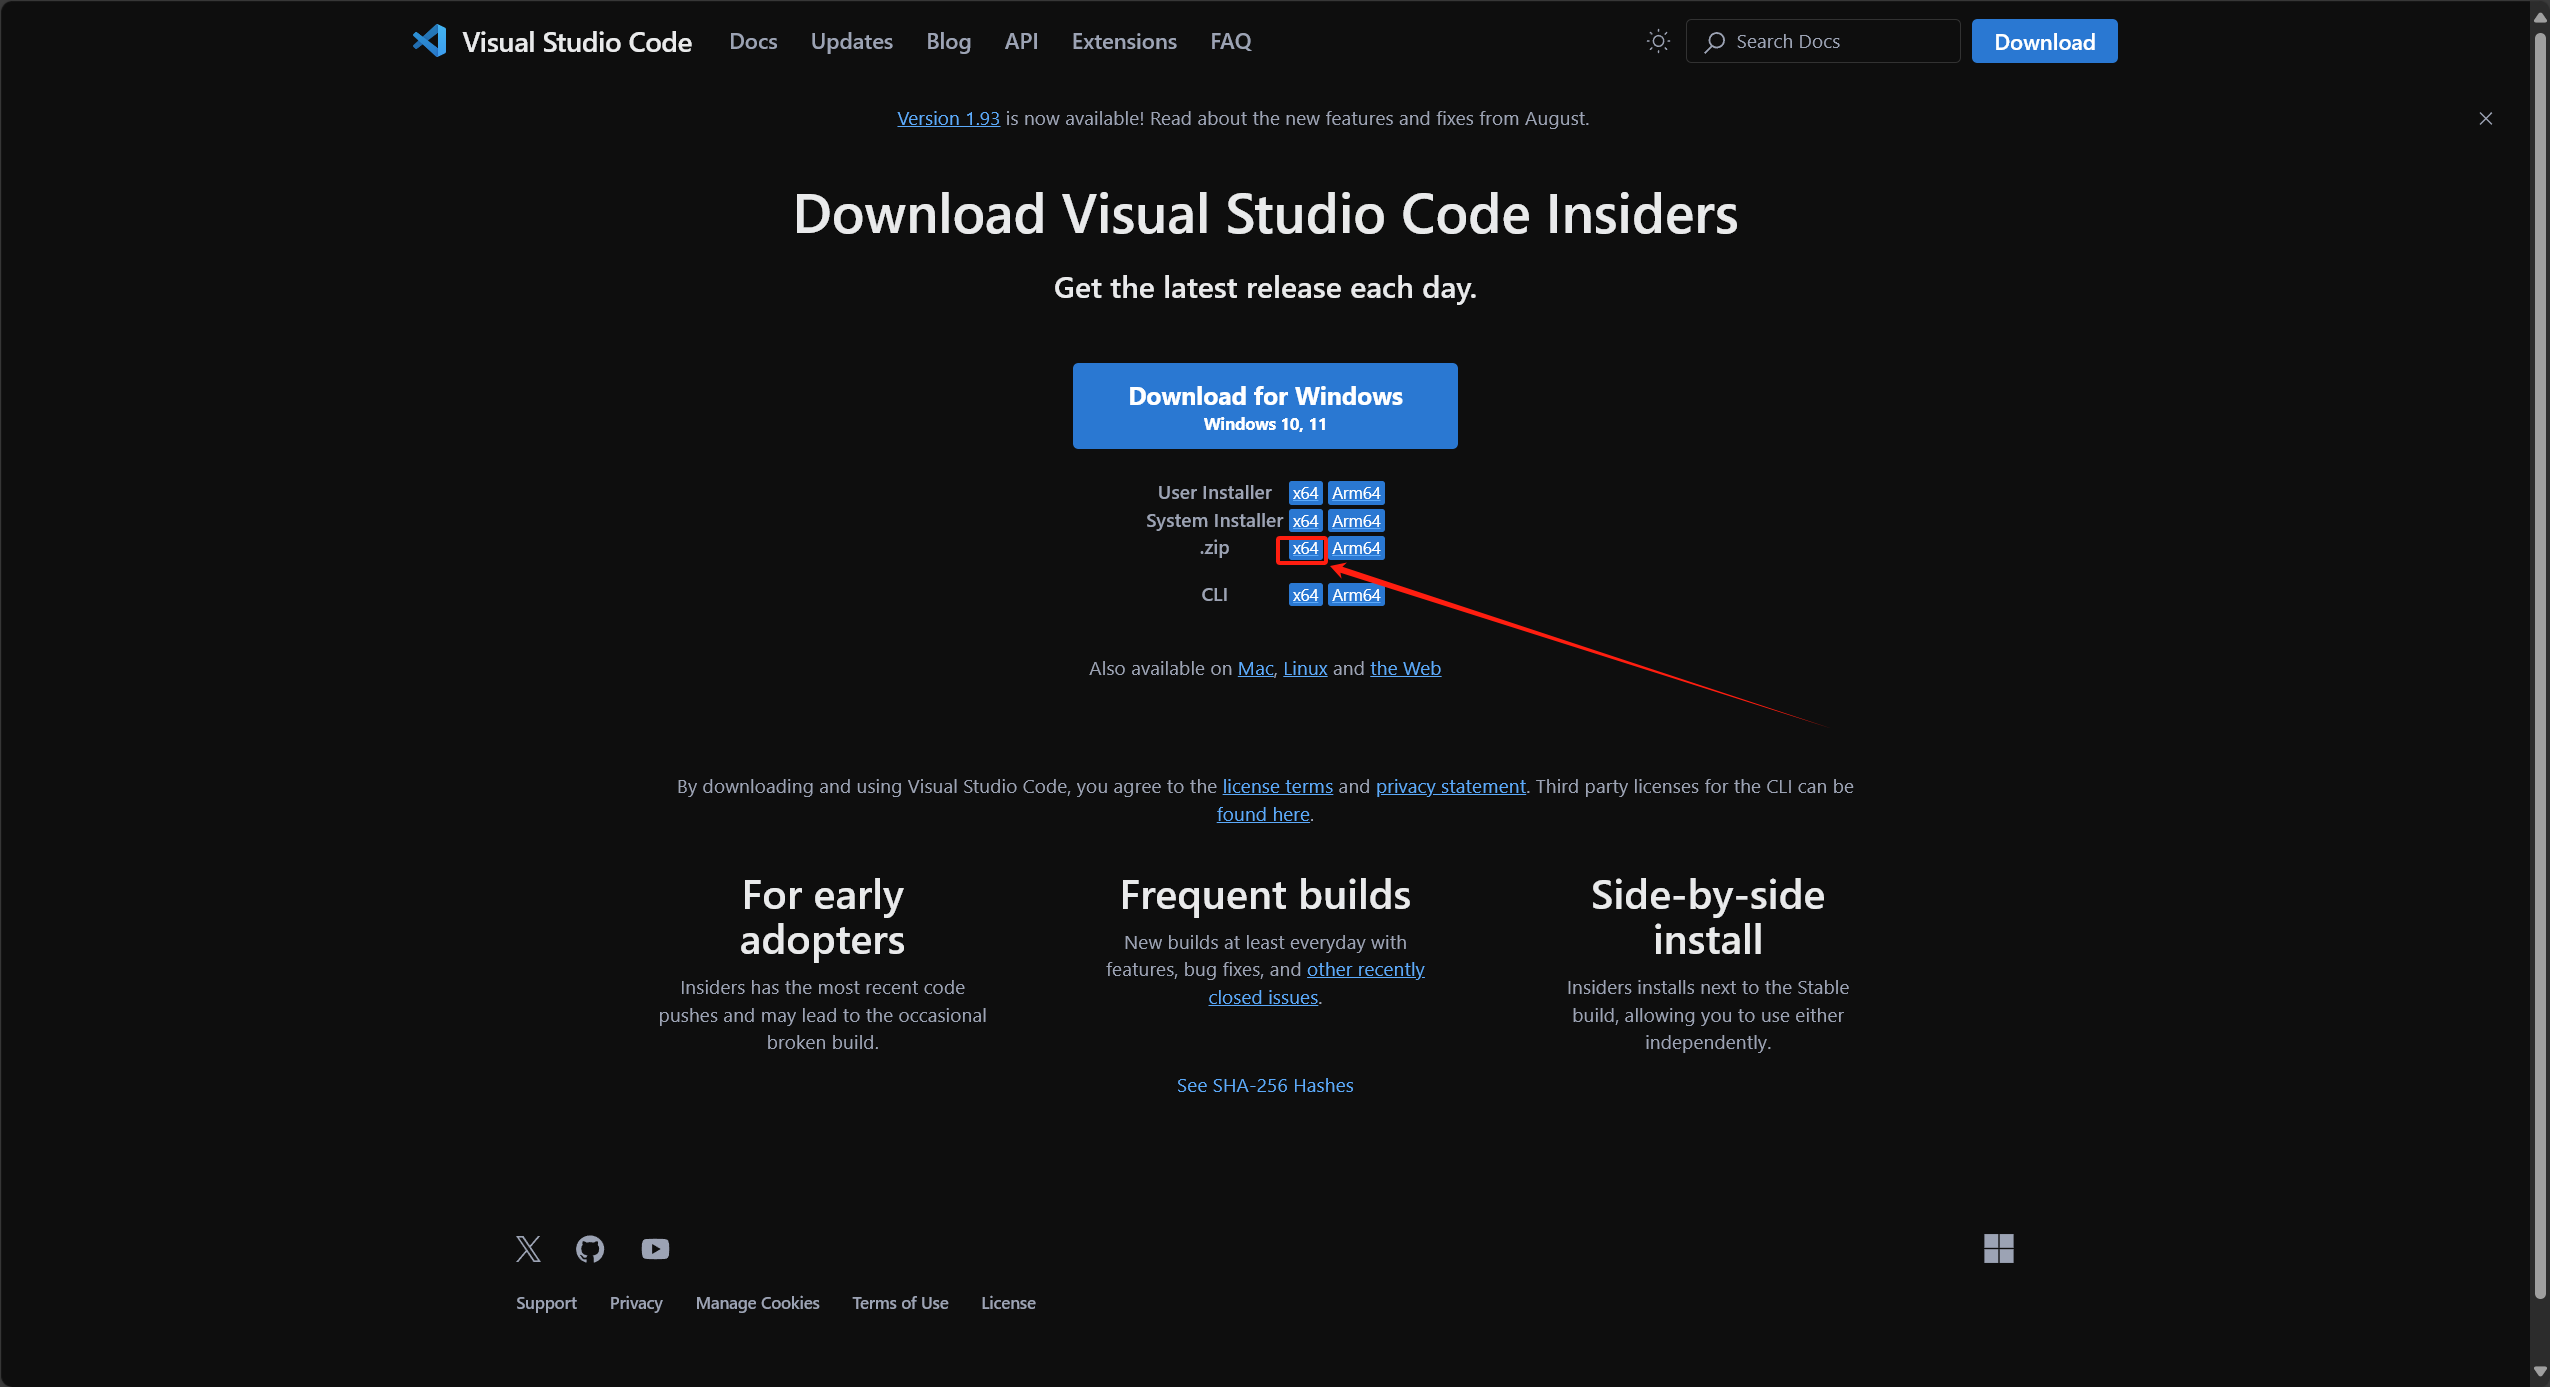 Visual Studio Code Docs Updates Blog API Extensions FAQ Search Docs Download
Version 1.93 is now available! Read about the new features and fixes from August.
Download Visual Studio Code Insiders
Get the latest release each day.
Download for Windows
Windows 10, 11
User Installer x64 Arm64
System Installer x64 Arm64
.zip x64 Arm64
CLI x64 Arm64
Also available on Mac, Linux and the Web
By downloading and using Visual Studio Code, you agree to the license terms and privacy statement. Third party licenses for the CLI can be
found here.
For early
adopters
Insiders has the most recent code
pushes and may lead to the occasional
broken build.
Frequent builds
New builds at least everyday with
features, bug fixes, and other recently
closed issues.
Side-by-side
install
Insiders installs next to the Stable
build, allowing you to use either
independently.
See SHA-256 Hashes
Support Privacy Manage Cookies Terms of Use License